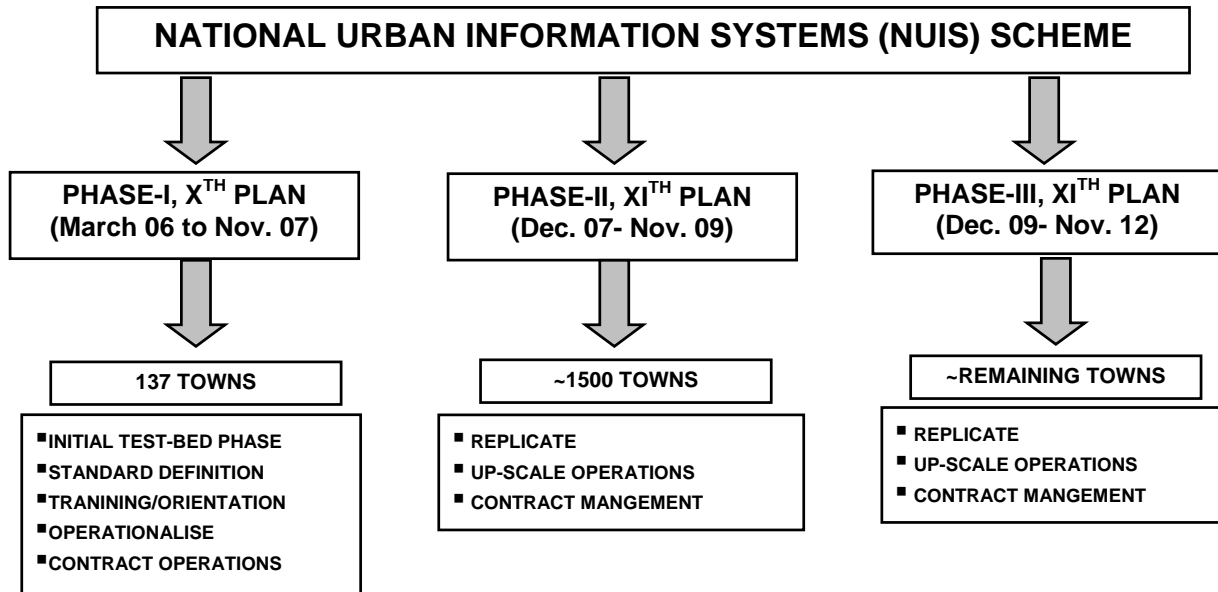 NATIONAL URBAN INFORMATION SYSTEMS (NUIS) SCHEME
PHASE-I, XTH PLAN
(March 06 to Nov. 07)
137 TOWNS
▪INITIAL TEST-BED PHASE
▪STANDARD DEFINITION
▪TRANINING/ORIENTATION
▪OPERATIONALISE
▪CONTRACT OPERATIONS
PHASE-II, XITH PLAN
(Dec. 07- Nov. 09)
~1500 TOWNS
▪ REPLICATE
▪ UP-SCALE OPERATIONS
▪ CONTRACT MANGEMENT
PHASE-III, XITH PLAN
(Dec. 09- Nov. 12)
~REMAINING TOWNS
▪ REPLICATE
▪ UP-SCALE OPERATIONS
▪ CONTRACT MANGEMENT